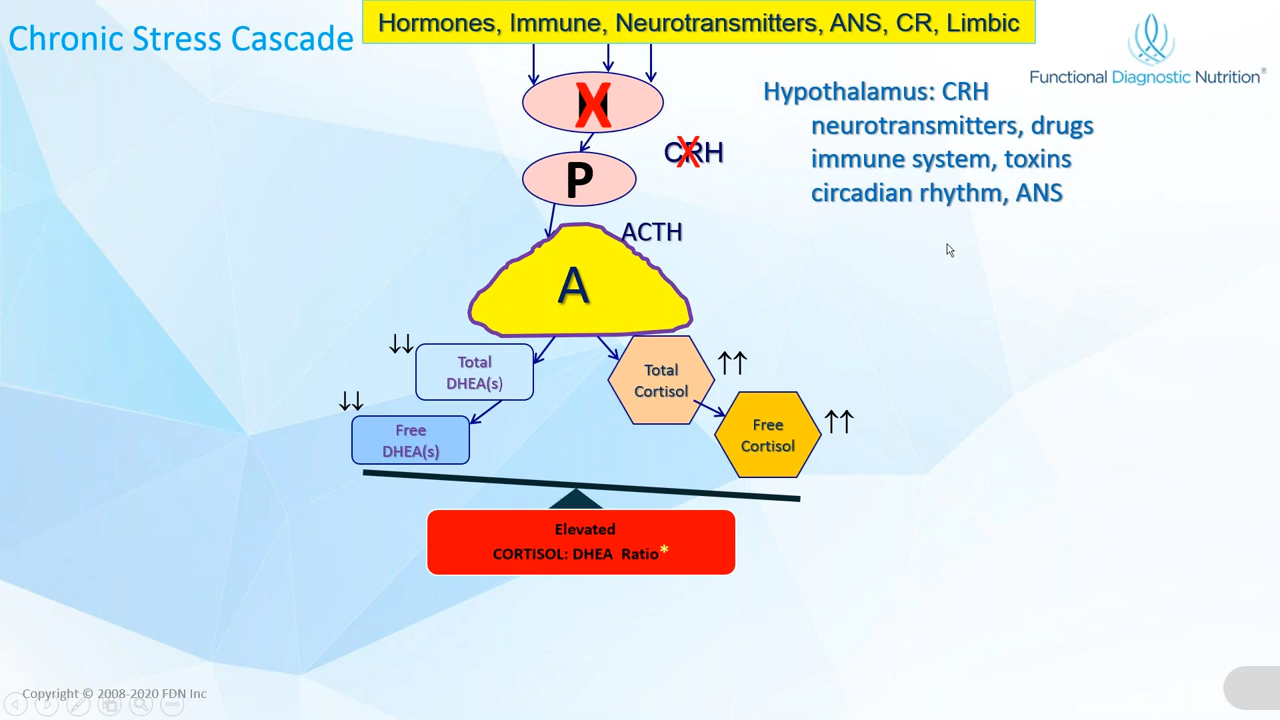 Chronic Stress Cascade
Hormones, Immune, Neurotransmitters, ANS, CR, Limbic
Functional Diagnostic Nutrition®
Hypothalamus: CRH
neurotransmitters, drugs
immune system, toxins
circadian rhythm, ANS
X
CRH
X
P
ACTH
A
↓↓
Total
DHEA(s)
Total
Cortisol
↑↑
↓↓
Free
DHEA(s)
Free
Cortisol
↑↑
Elevated
CORTISOL: DHEA Ratio*
Copyright © 2008-2020 FDN Inc